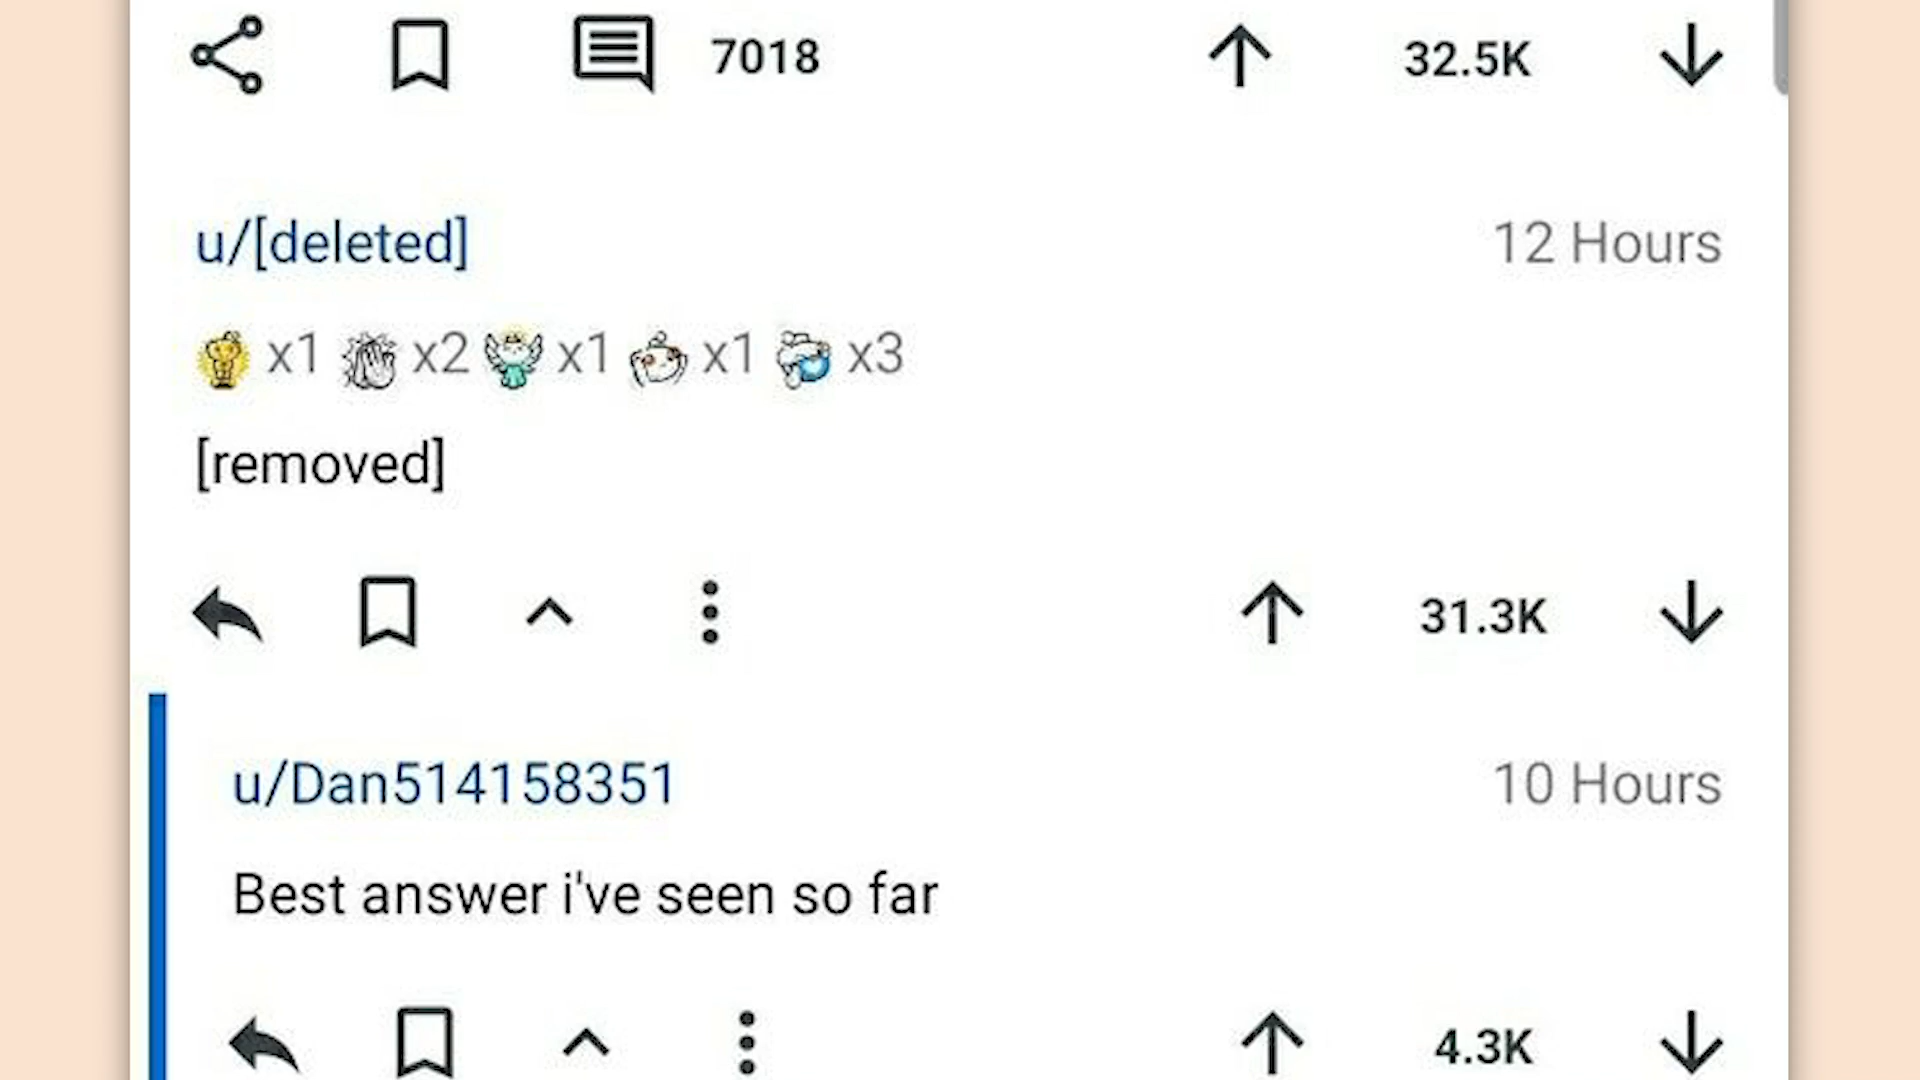 7018 32.5K
u/[deleted] 12 Hours
x1 x2 x1 x1 x3
[removed]
31.3K
u/Dan514158351 10 Hours
Best answer i've seen so far
4.3K